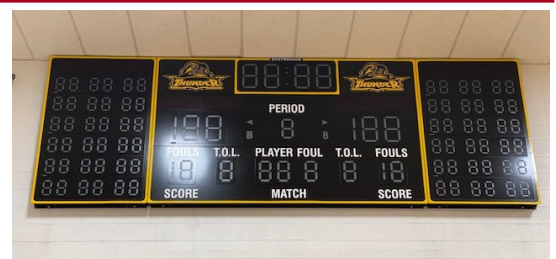 THUNDER THUNDER
PERIOD
B B
FOULS T.O.L. PLAYER FOUL T.O.L. FOULS
SCORE MATCH SCORE